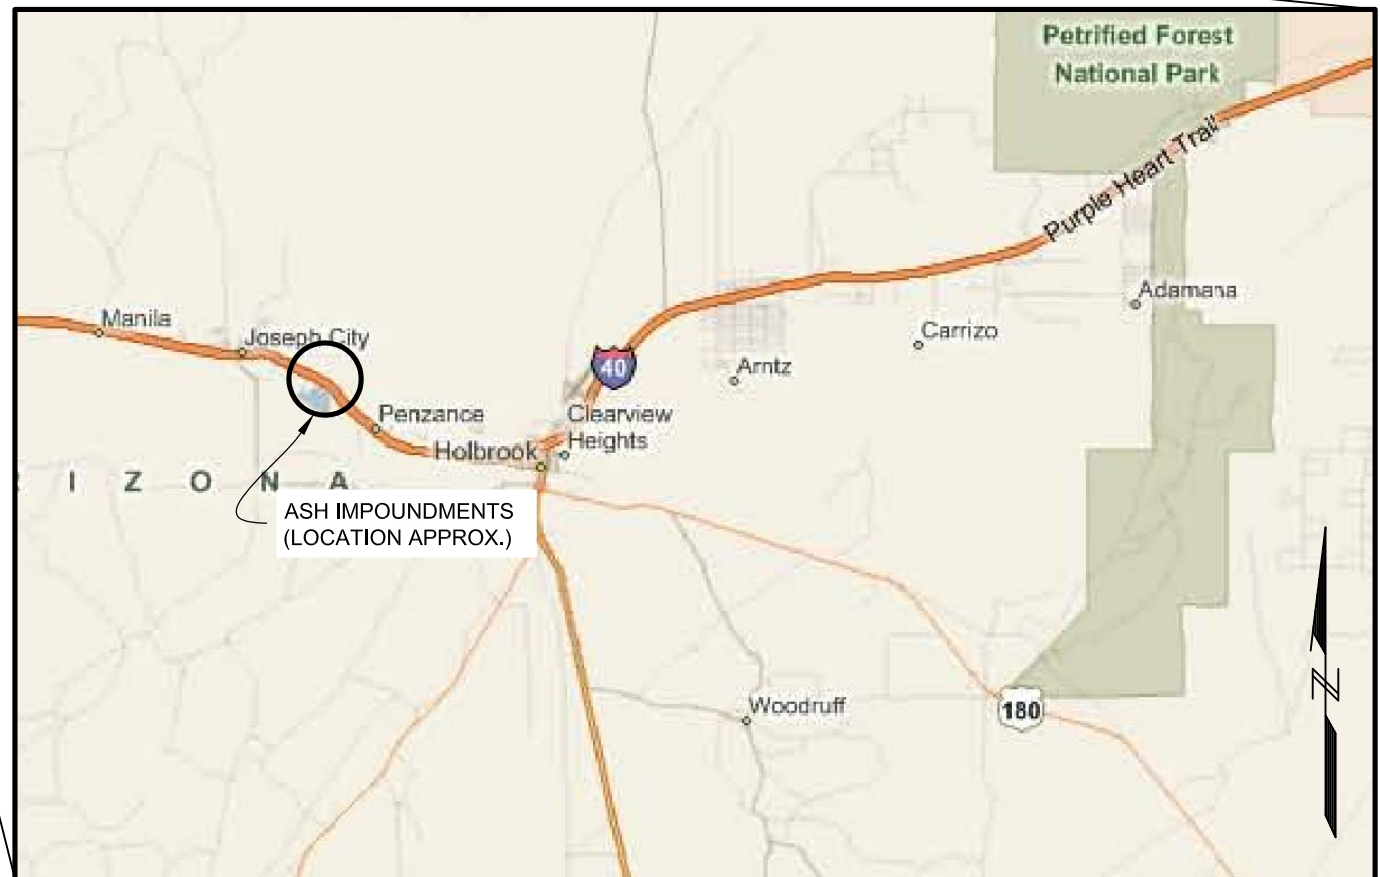 Petrified Forest
National Park
Purple Heart Trail
Adamana
Manila
Joseph City
Carrizo
40
Arntz
Penzance
Clearview
Heights
Holbrook
I Z O N A
ASH IMPOUNDMENTS
(LOCATION APPROX.)
N
Woodruff
180